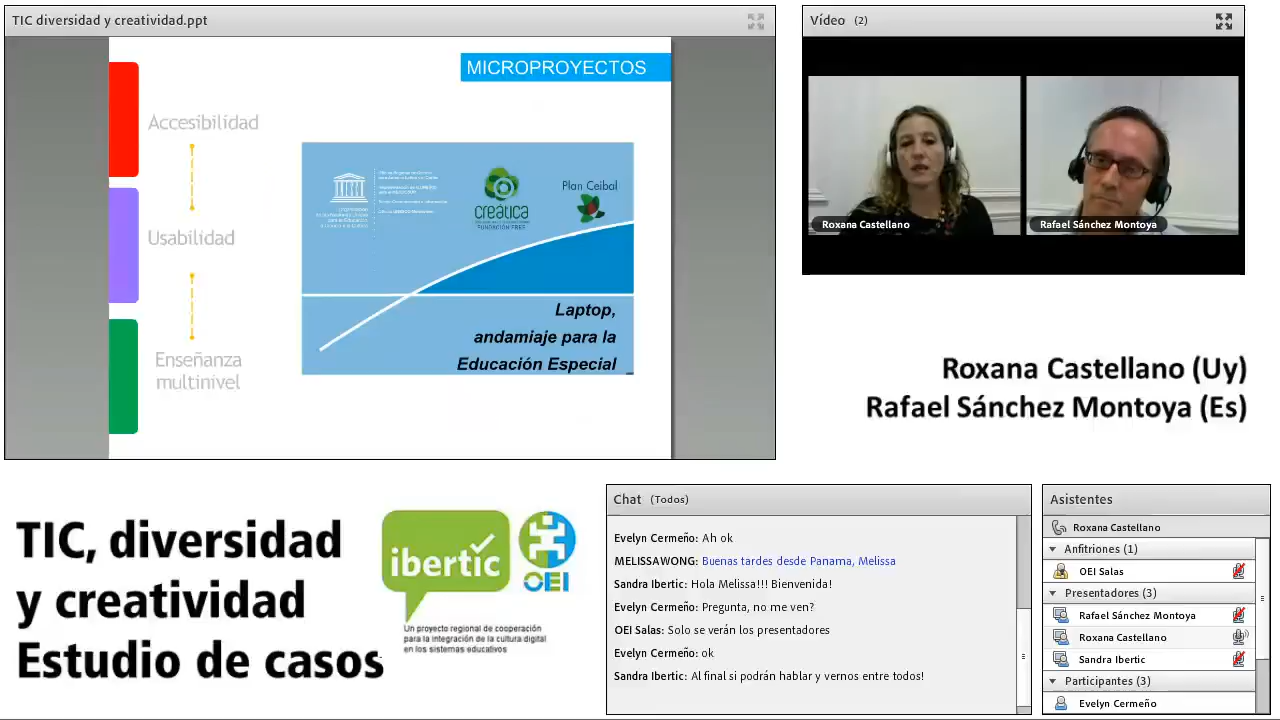 TIC diversidad y creatividad.ppt
MICROPROYECTOS
Accesibilidad
Usabilidad
Enseñanza
multinivel
creática
FUNDACIÓN FREE
Plan Ceibal
Laptop,
andamiaje para la
Educación Especial
Vídeo (2)
Roxana Castellano
Rafael Sánchez Montoya
Roxana Castellano (Uy)
Rafael Sánchez Montoya (Es)
TIC, diversidad
y creatividad
Estudio de casos
ibertic
OEI
Un proyecto regional de cooperación
para la integración de la cultura digital
en los sistemas educativos
Chat (Todos)
Evelyn Cermeño: Ah ok
MELISSAWONG: Buenas tardes desde Panama, Melissa
Sandra Ibertic: Hola Melissa!!! Bienvenida!
Evelyn Cermeño: Pregunta, no me ven?
OEI Salas: Solo se verán los presentadores
Evelyn Cermeño: ok
Sandra Ibertic: Al final si podrán hablar y vernos entre todos!
Asistentes
Roxana Castellano
Anfitriones (1)
OEI Salas
Presentadores (3)
Rafael Sánchez Montoya
Roxana Castellano
Sandra Ibertic
Participantes (3)
Evelyn Cermeño